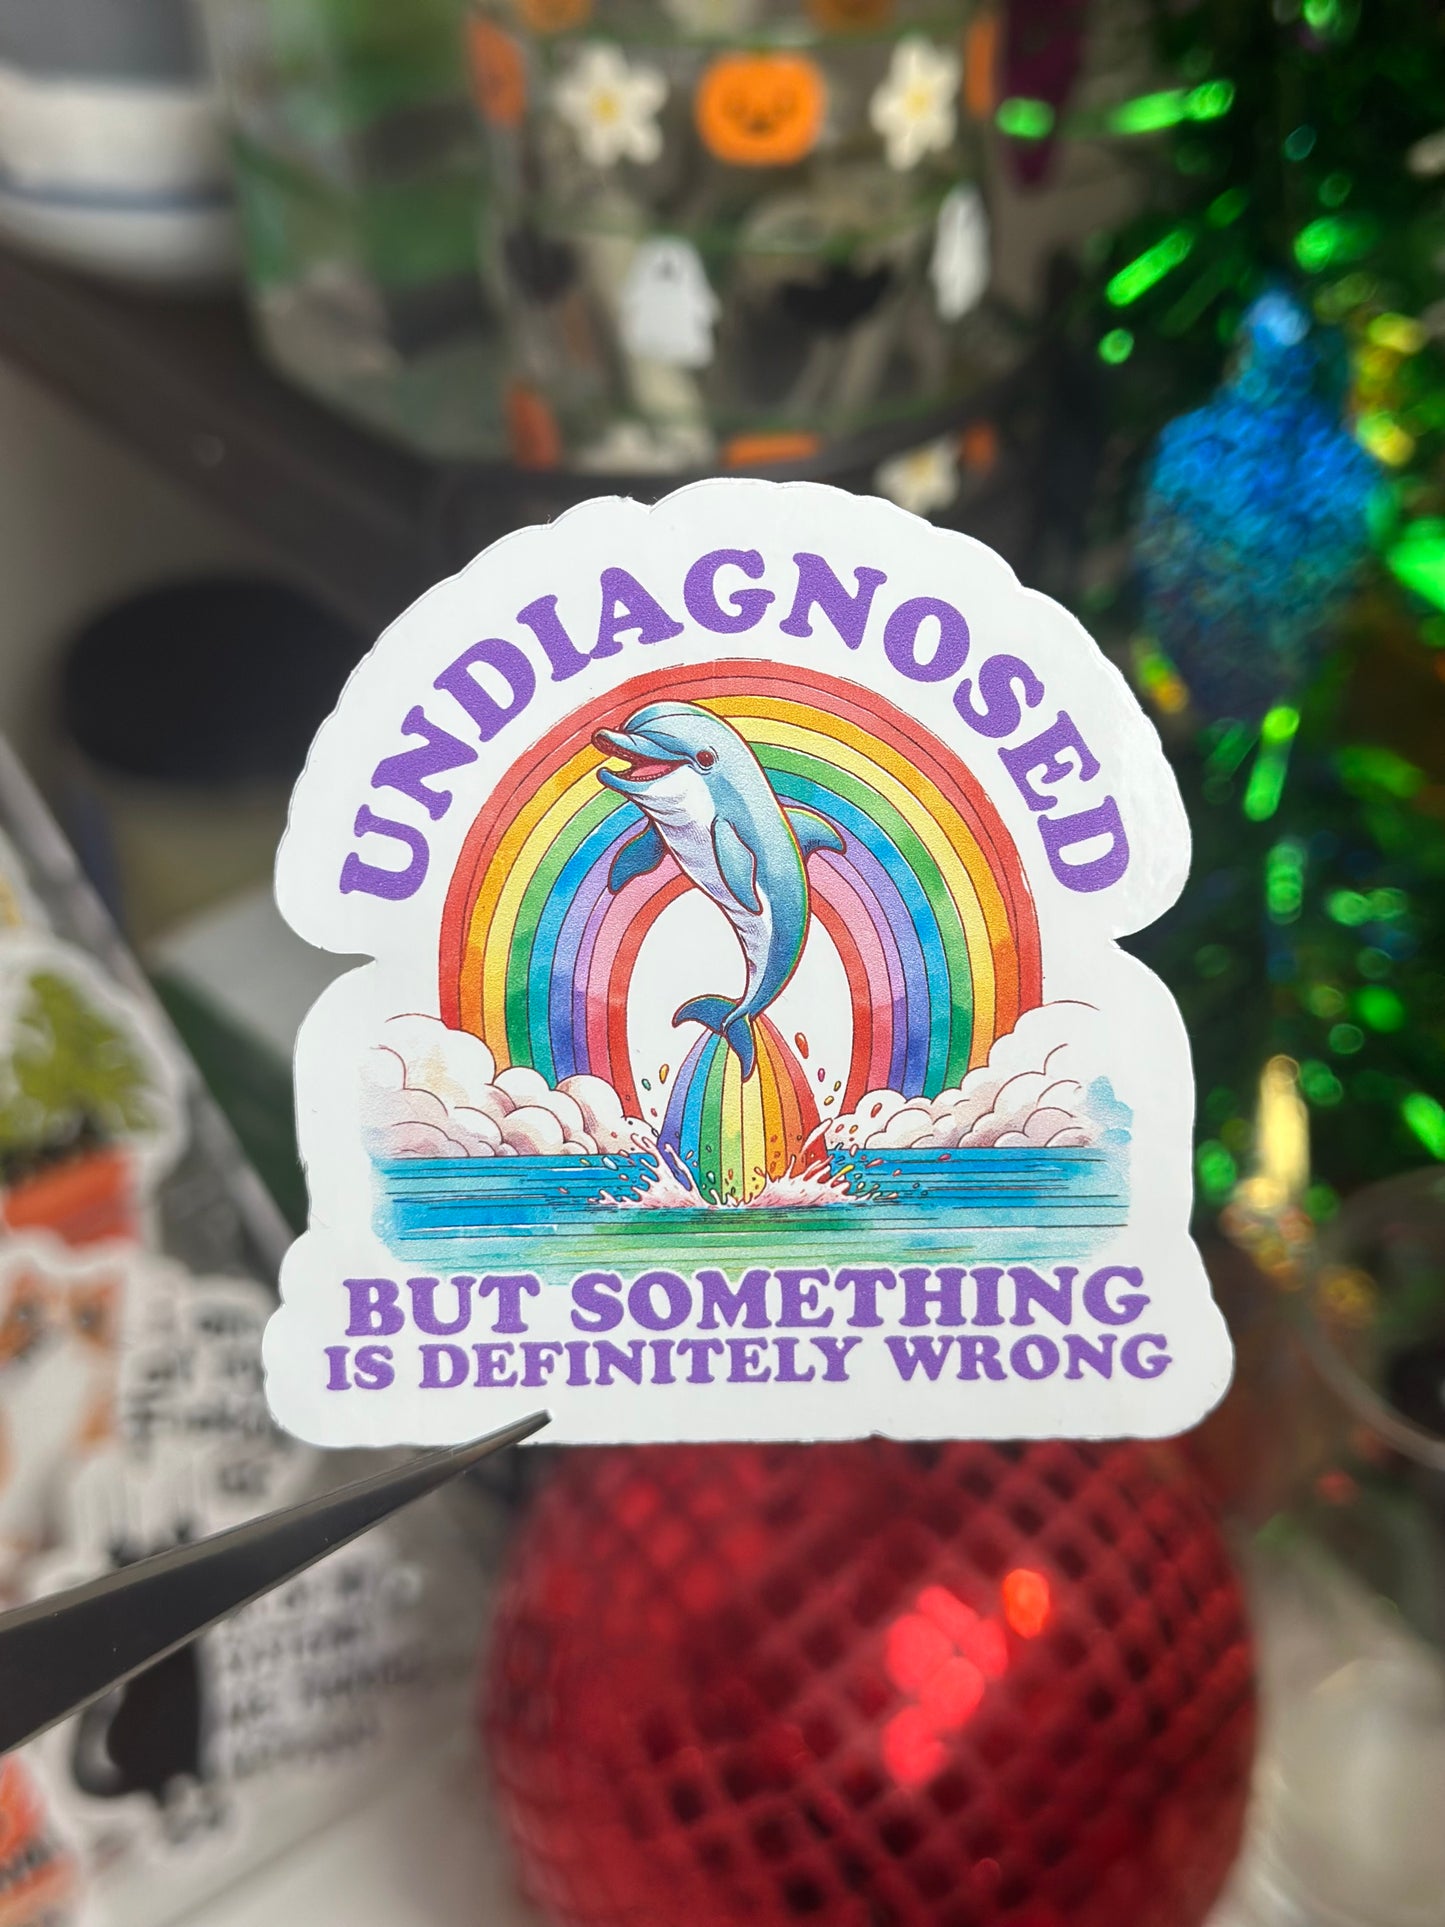 UNDIAGNOSED
BUT SOMETHING
IS DEFINITELY WRONG